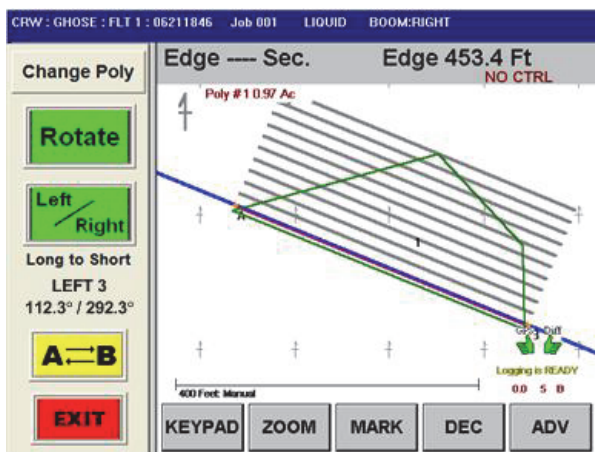 CRW : GHOSE : FLT 1 : 06211846 Job 001 LIQUID BOOM:RIGHT
Change Poly
Edge ---- Sec. Edge 453.4 Ft
NO CTRL
Poly #1 0.97 Ac
Rotate
Left
Right
Long to Short
LEFT 3
112.3° / 292.3°
A B
EXIT
A
1
GPS Diff
Logging is READY
0.0 S B
400 Feet: Manual
KEYPAD ZOOM MARK DEC ADV